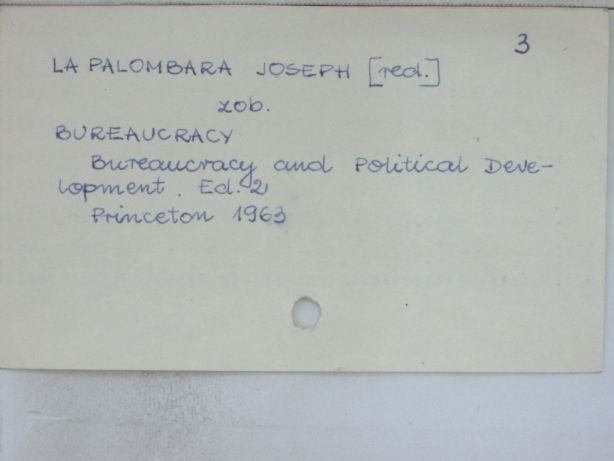 3
LA PALOMBARA JOSEPH [red.]
zob.
BUREAUCRACY
Bureaucracy and Political Deve-
lopment. Ed. 2
Princeton 1963